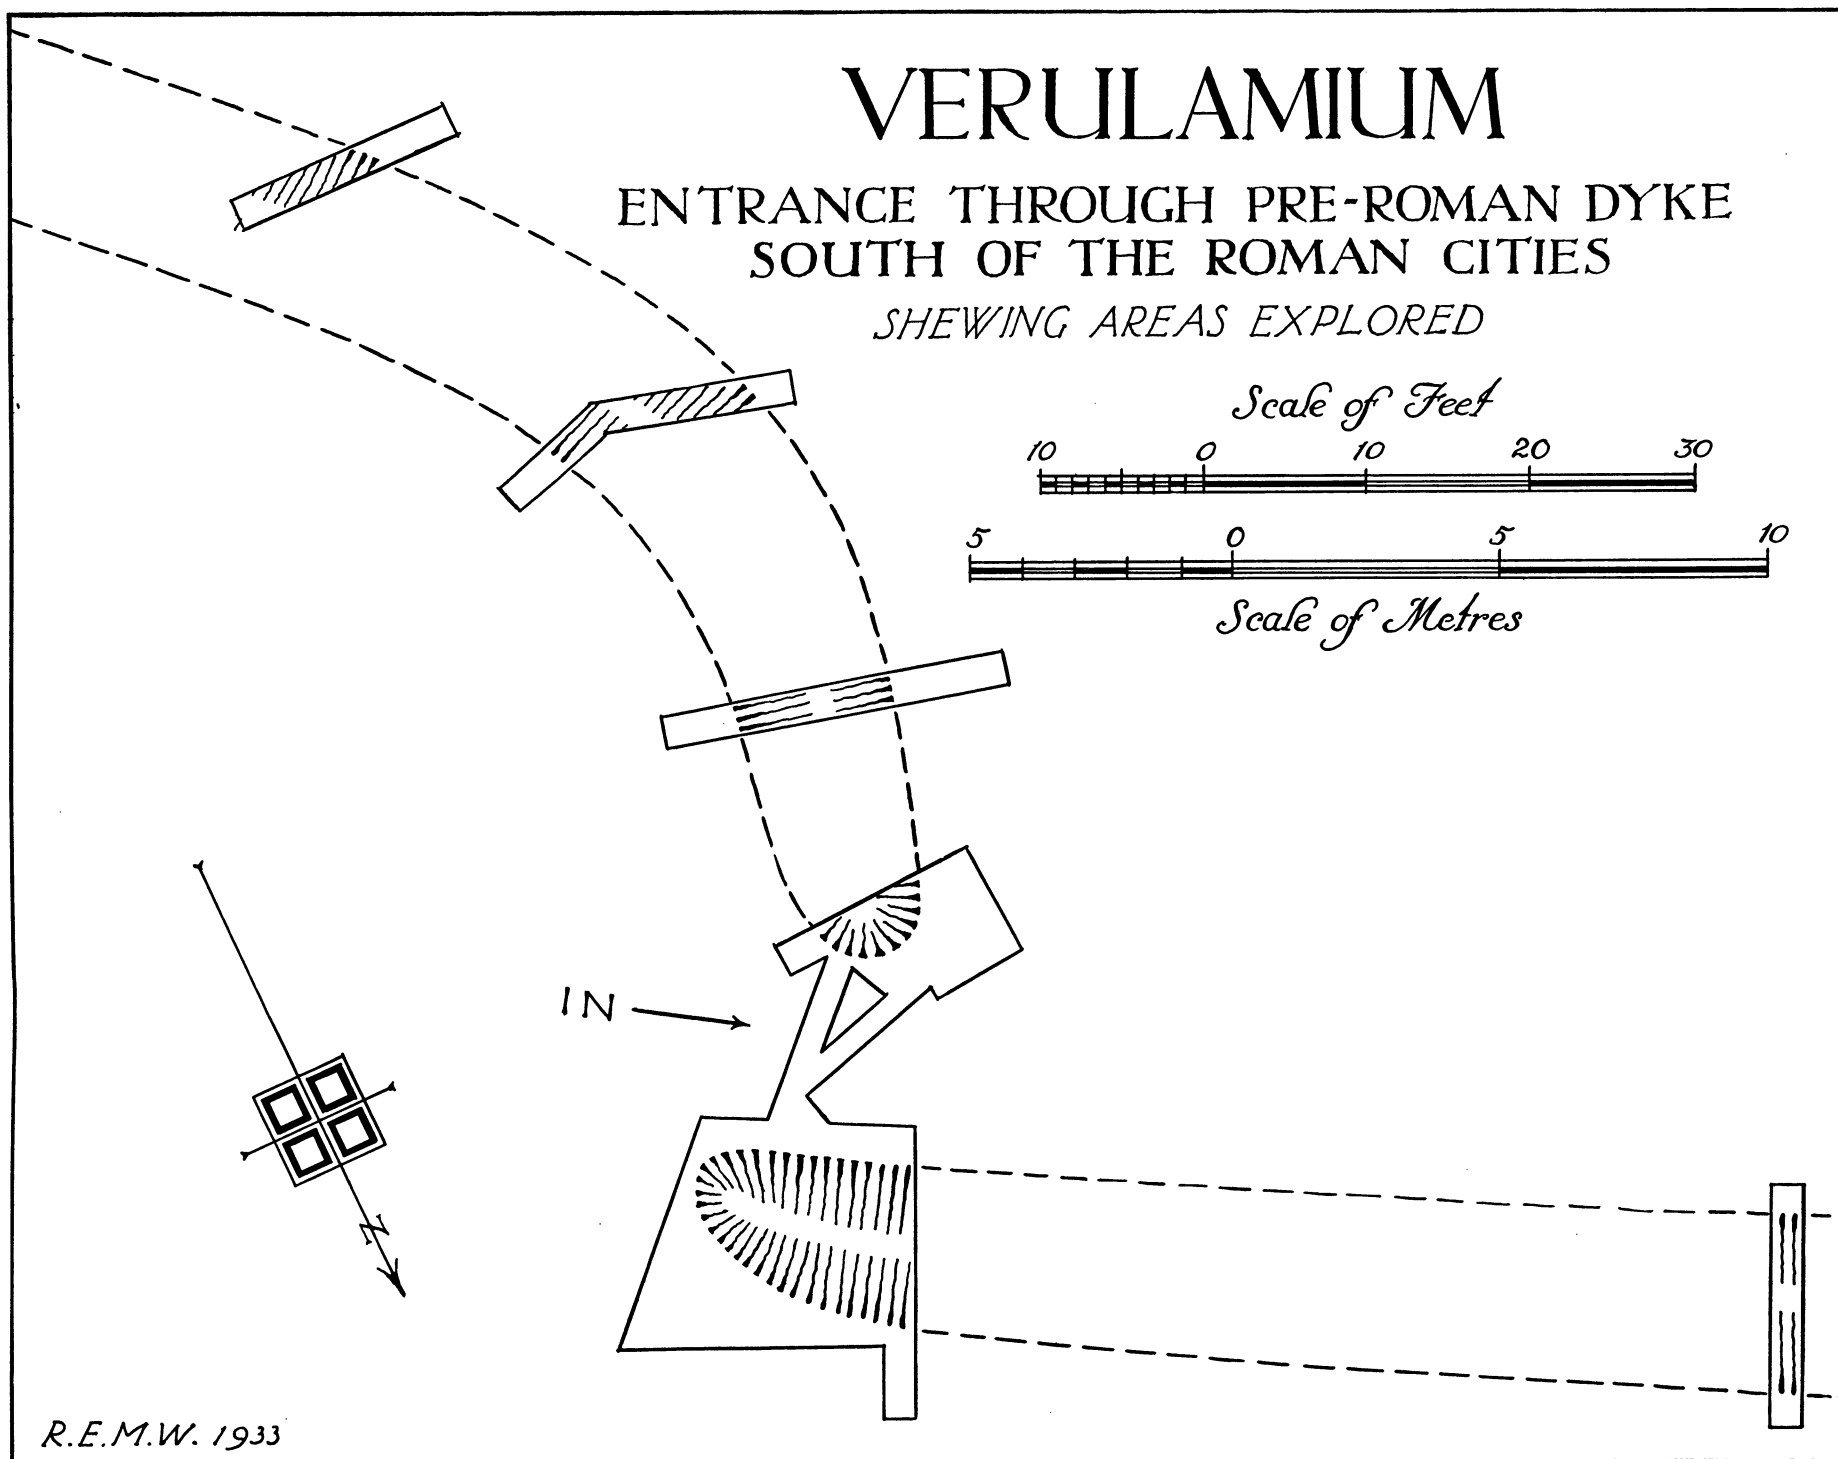 VERULAMIUM
ENTRANCE THROUGH PRE-ROMAN DYKE
SOUTH OF THE ROMAN CITIES
SHEWING AREAS EXPLORED
Scale of Feet
10 0 10 20 30
5 0 5 10
Scale of Metres
IN
N
R.E.M.W. 1933